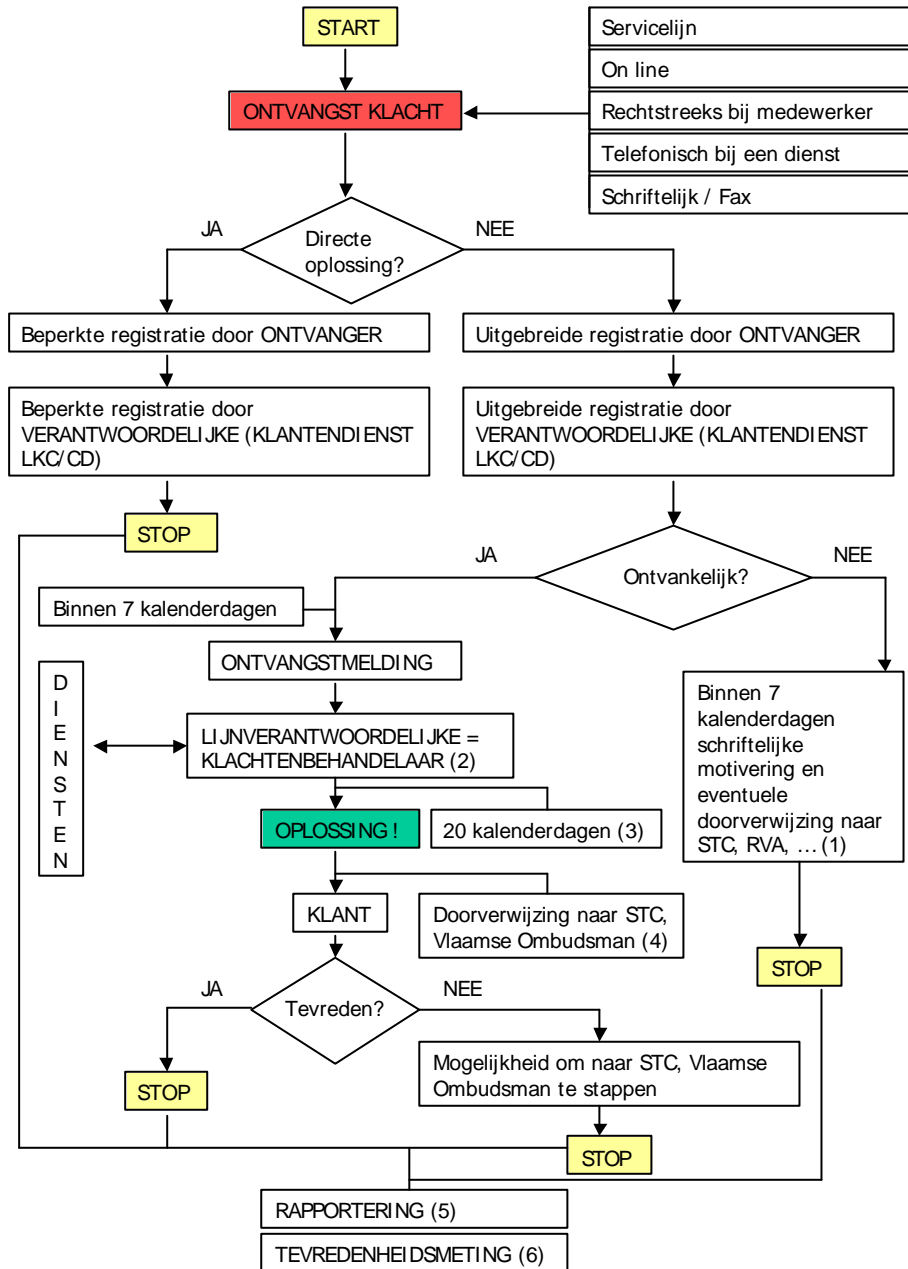 START
Servicelijn
On line
ONTVANGST KLACHT
Rechtstreeks bij medewerker
Telefonisch bij een dienst
Schriftelijk / Fax
JA
NEE
Directe
oplossing?
Beperkte registratie door ONTVANGER
Uitgebreide registratie door ONTVANGER
Beperkte registratie door
VERANTWOORDELIJKE (KLANTENDIENST
LKC/CD)
Uitgebreide registratie door
VERANTWOORDELIJKE (KLANTENDIENST
LKC/CD)
STOP
JA
NEE
Ontvankelijk?
Binnen 7 kalenderdagen
ONTVANGSTMELDING
D
I
E
N
S
T
E
N
LIJNVERANTWOORDELIJKE =
KLACHTENBEHANDELAAR (2)
Binnen 7
kalenderdagen
schriftelijke
motivering en
eventuele
doorverwijzing naar
STC, RVA, … (1)
OPLOSSING !
20 kalenderdagen (3)
KLANT
Doorverwijzing naar STC,
Vlaamse Ombudsman (4)
STOP
JA
NEE
Tevreden?
STOP
Mogelijkheid om naar STC, Vlaamse
Ombudsman te stappen
STOP
RAPPORTERING (5)
TEVREDENHEIDSMETING (6)